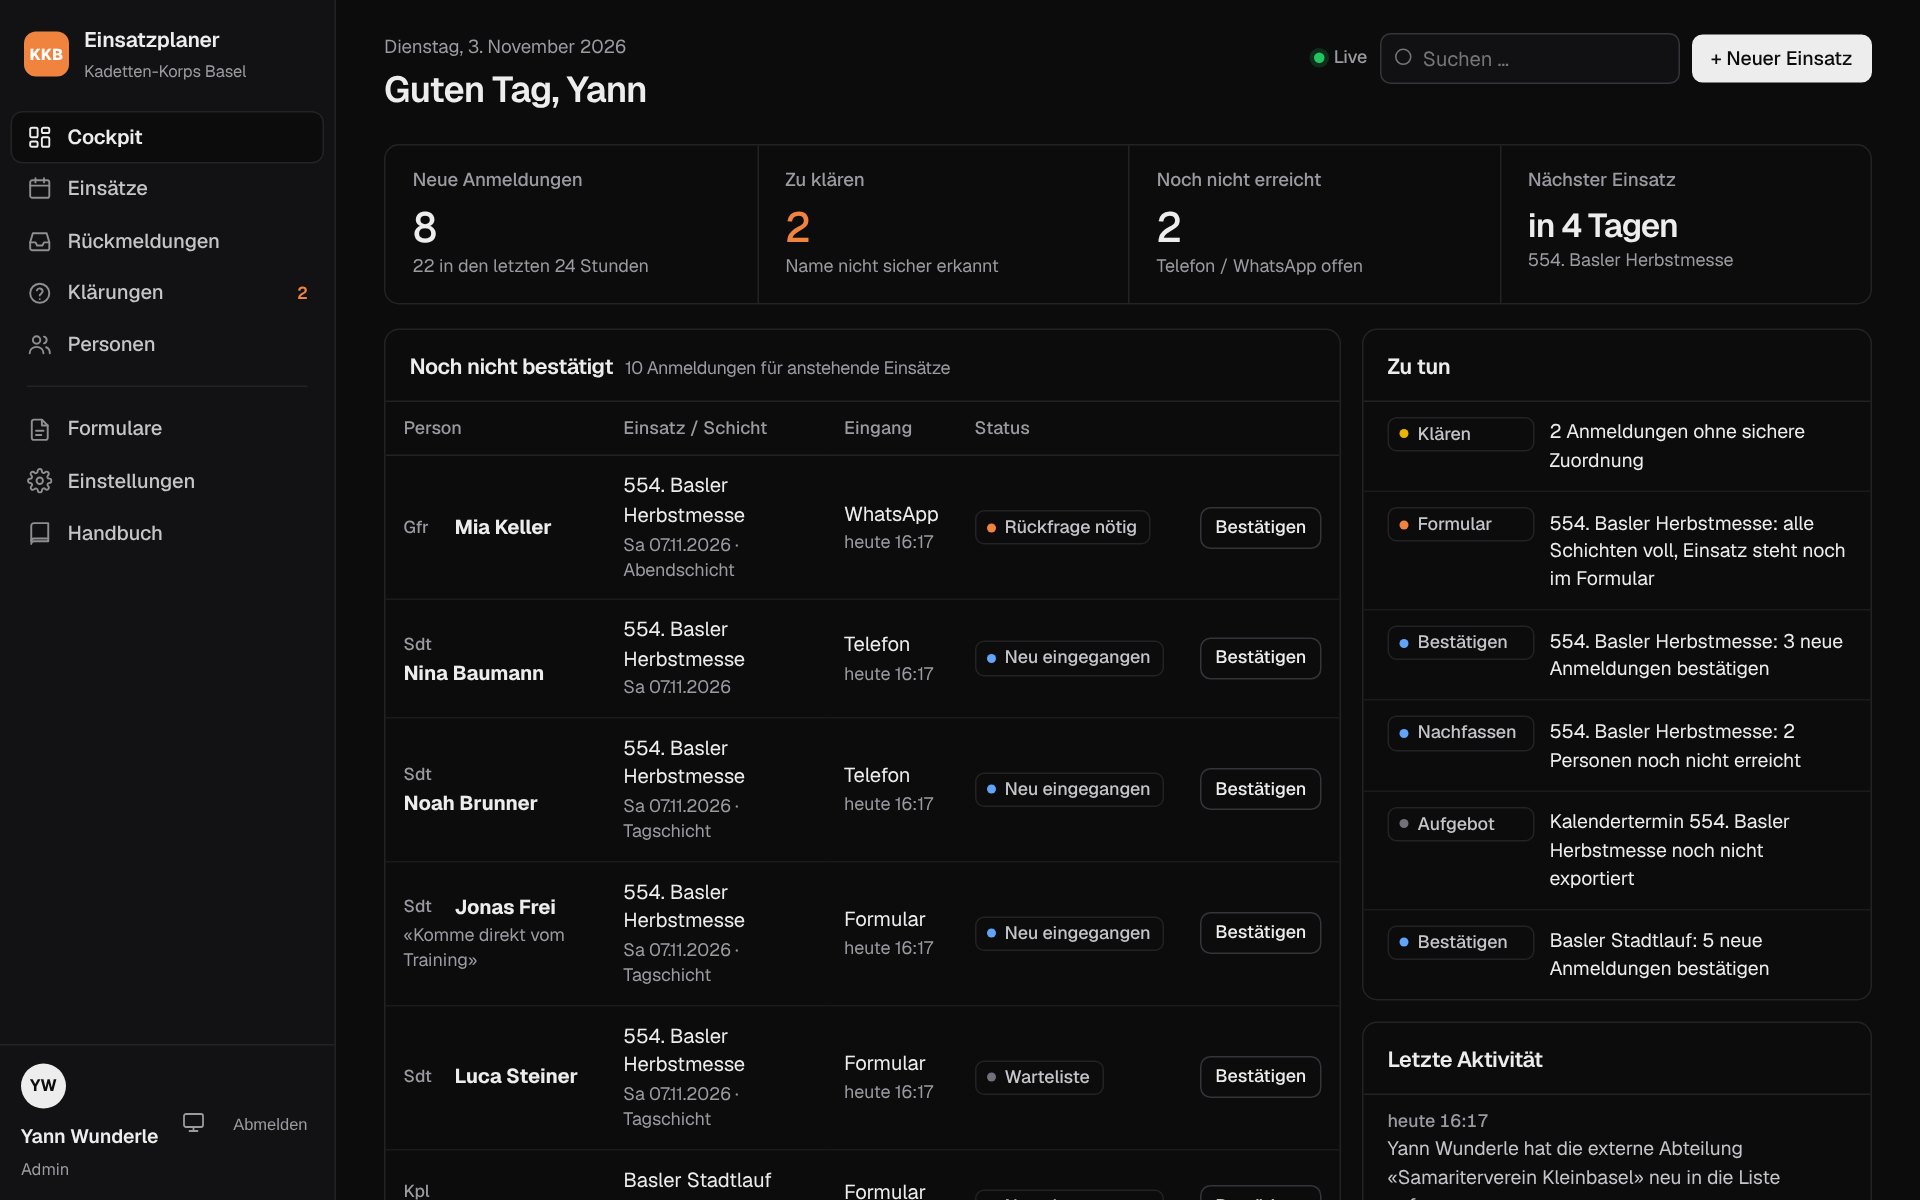 KKB
Einsatzplaner
Kadetten-Korps Basel
Cockpit
Einsätze
Rückmeldungen
Klärungen 2
Personen
Formulare
Einstellungen
Handbuch
YW
Yann Wunderle
Admin
Abmelden
Dienstag, 3. November 2026
Guten Tag, Yann
Live
Suchen ...
+ Neuer Einsatz
Neue Anmeldungen
8
22 in den letzten 24 Stunden
Zu klären
2
Name nicht sicher erkannt
Noch nicht erreicht
2
Telefon / WhatsApp offen
Nächster Einsatz
in 4 Tagen
554. Basler Herbstmesse
Noch nicht bestätigt 10 Anmeldungen für anstehende Einsätze
Person Einsatz / Schicht Eingang Status
Gfr Mia Keller
554. Basler
Herbstmesse
Sa 07.11.2026 ·
Abendschicht
WhatsApp
heute 16:17
Rückfrage nötig
Bestätigen
Sdt
Nina Baumann
554. Basler
Herbstmesse
Sa 07.11.2026
Telefon
heute 16:17
Neu eingegangen
Bestätigen
Sdt
Noah Brunner
554. Basler
Herbstmesse
Sa 07.11.2026 ·
Tagschicht
Telefon
heute 16:17
Neu eingegangen
Bestätigen
Sdt Jonas Frei
«Komme direkt vom
Training»
554. Basler
Herbstmesse
Sa 07.11.2026 ·
Tagschicht
Formular
heute 16:17
Neu eingegangen
Bestätigen
Sdt Luca Steiner
554. Basler
Herbstmesse
Sa 07.11.2026 ·
Tagschicht
Formular
heute 16:17
Warteliste
Bestätigen
Kpl
Basler Stadtlauf
Formular
Zu tun
Klären
2 Anmeldungen ohne sichere
Zuordnung
Formular
554. Basler Herbstmesse: alle
Schichten voll, Einsatz steht noch
im Formular
Bestätigen
554. Basler Herbstmesse: 3 neue
Anmeldungen bestätigen
Nachfassen
554. Basler Herbstmesse: 2
Personen noch nicht erreicht
Aufgebot
Kalendertermin 554. Basler
Herbstmesse noch nicht
exportiert
Bestätigen
Basler Stadtlauf: 5 neue
Anmeldungen bestätigen
Letzte Aktivität
heute 16:17
Yann Wunderle hat die externe Abteilung
«Samariterverein Kleinbasel» neu in die Liste